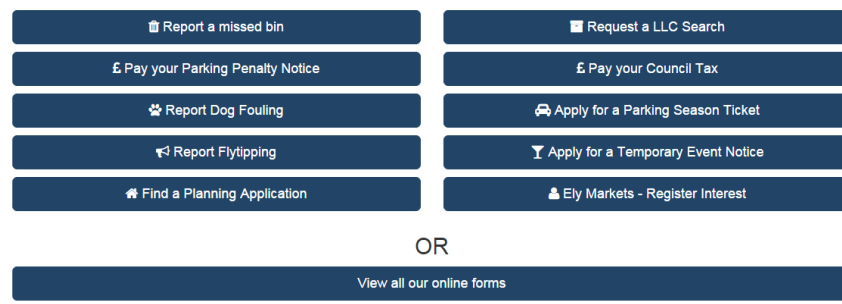 Report a missed bin
Request a LLC Search
£ Pay your Parking Penalty Notice
£ Pay your Council Tax
Report Dog Fouling
Apply for a Parking Season Ticket
Report Flytipping
Apply for a Temporary Event Notice
Find a Planning Application
Ely Markets - Register Interest
OR
View all our online forms